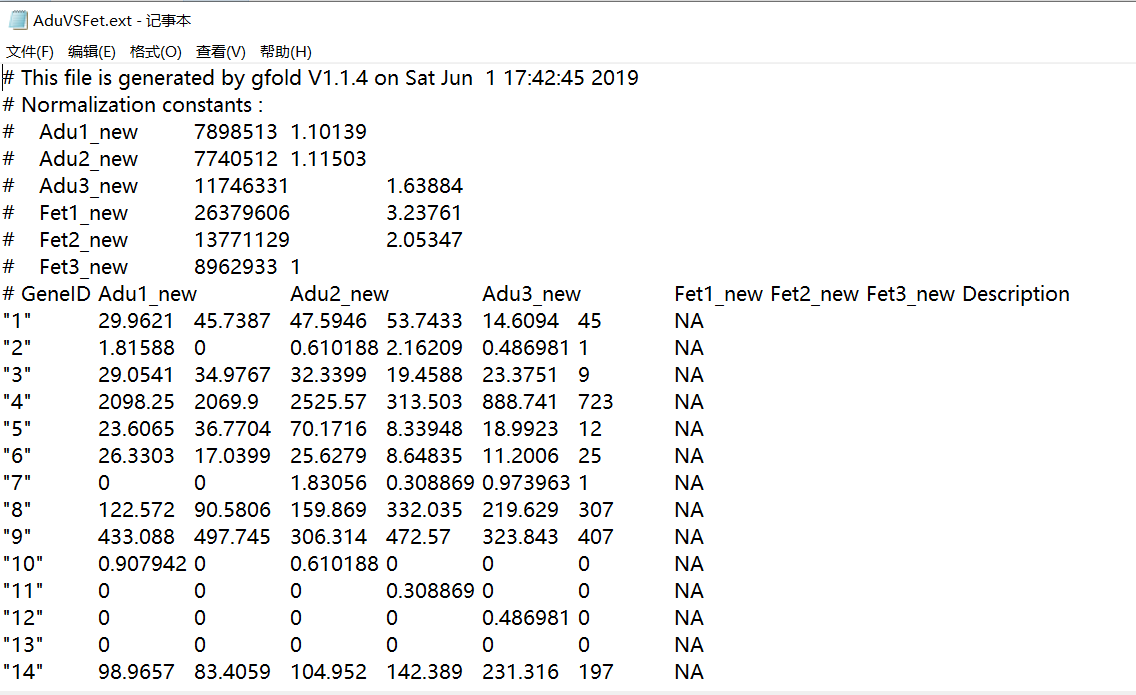 AduVSFet.ext - 记事本
文件(F) 编辑(E) 格式(O) 查看(V) 帮助(H)
# This file is generated by gfold V1.1.4 on Sat Jun  1 17:42:45 2019
# Normalization constants :
# Adu1_new 7898513 1.10139
# Adu2_new 7740512 1.11503
# Adu3_new 11746331 1.63884
# Fet1_new 26379606 3.23761
# Fet2_new 13771129 2.05347
# Fet3_new 8962933 1
# GeneID Adu1_new Adu2_new Adu3_new Fet1_new Fet2_new Fet3_new Description
"1" 29.9621 45.7387 47.5946 53.7433 14.6094 45 NA
"2" 1.81588 0 0.610188 2.16209 0.486981 1 NA
"3" 29.0541 34.9767 32.3399 19.4588 23.3751 9 NA
"4" 2098.25 2069.9 2525.57 313.503 888.741 723 NA
"5" 23.6065 36.7704 70.1716 8.33948 18.9923 12 NA
"6" 26.3303 17.0399 25.6279 8.64835 11.2006 25 NA
"7" 0 0 1.83056 0.308869 0.973963 1 NA
"8" 122.572 90.5806 159.869 332.035 219.629 307 NA
"9" 433.088 497.745 306.314 472.57 323.843 407 NA
"10" 0.907942 0 0.610188 0 0 0 NA
"11" 0 0 0 0.308869 0 0 NA
"12" 0 0 0 0 0.486981 0 NA
"13" 0 0 0 0 0 0 NA
"14" 98.9657 83.4059 104.952 142.389 231.316 197 NA